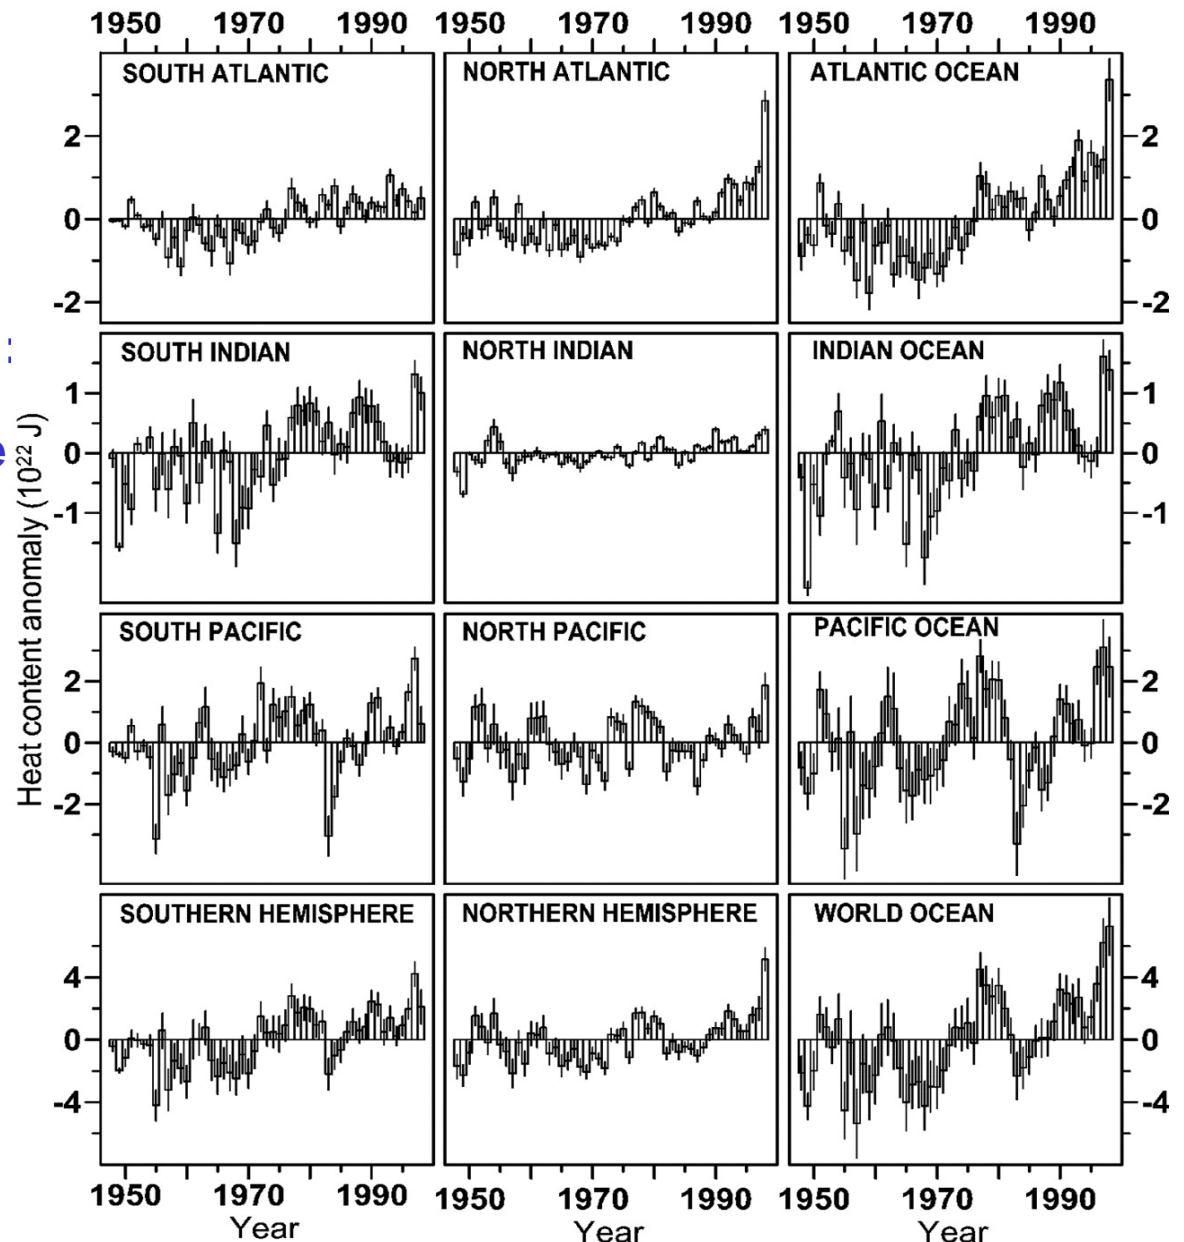 1950 1970 1990 1950 1970 1990 1950 1970 1990
SOUTH ATLANTIC NORTH ATLANTIC ATLANTIC OCEAN
2 2
0 0
-2 -2
SOUTH INDIAN NORTH INDIAN INDIAN OCEAN
1 1
0 0
-1 -1
Heat content anomaly (10²² J)
SOUTH PACIFIC NORTH PACIFIC PACIFIC OCEAN
2 2
0 0
-2 -2
SOUTHERN HEMISPHERE NORTHERN HEMISPHERE WORLD OCEAN
4 4
0 0
-4 -4
1950 1970 1990 1950 1970 1990 1950 1970 1990
Year Year Year